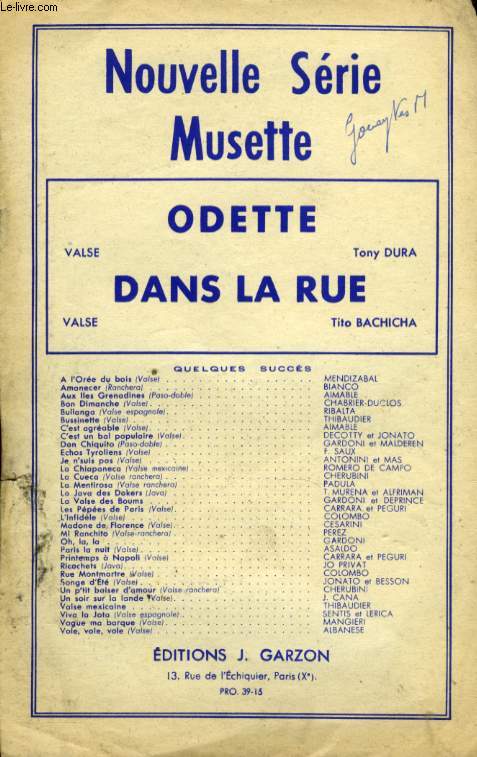 © Le-livre.com
Nouvelle Série
Musette
ODETTE
VALSE Tony DURA
DANS LA RUE
VALSE Tito BACHICHA
QUELQUES SUCCÈS
A l'Orée du bois (Valse) MENDIZABAL
Amanecer (Ranchera) BIANCO
Aux Iles Grenadines (Paso-doble) AIMABLE
Bon Dimanche (Valse) CHABRIER-DUCLOS
Bullanga (Valse espagnole) RIBALTA
Bussinette (Valse) THIBAUDIER
C'est agréable (Valse) AIMABLE
C'est un bal populaire (Valse) DECOTTY et JONATO
Don Chiquito (Paso-doble) GARDONI et MALDEREN
Echos Tyroliens (Valse) F. SAUX
Je n'suis pas (Valse) ANTONINI et MAS
La Chiapaneca (Valse mexicaine) ROMERO DE CAMPO
La Cueca (Valse ranchera) CHERUBINI
La Mentirosa (Valse ranchera) PADULA
La Java des Dokers (Java) T. MURENA et ALFRIMAN
La Valse des Boums GARDONI et DEPRINCE
Les Pépées de Paris (Valse) CARRARA et PEGURI
L'Infidèle (Valse) COLOMBO
Madone de Florence (Valse) CESARINI
Mi Ranchito (Valse-ranchera) PEREZ
Oh, la, la GARDONI
Paris la nuit (Valse) ASALDO
Printemps à Napoli (Valse) CARRARA et PEGURI
Ricochets (Java) JO PRIVAT
Rue Montmartre (Valse) COLOMBO
Songe d'Été (Valse) JONATO et BESSON
Un p'tit baiser d'amour (Valse-ranchera) CHERUBINI
Un soir sur la lande (Valse) J. CANA
Valse mexicaine THIBAUDIER
Viva la Jota (Valse espagnole) SENTIS et LERICA
Vogue ma barque (Valse) MANGIERI
Vole, vole, vole (Valse) ALBANESE
ÉDITIONS J. GARZON
13, Rue de l'Échiquier, Paris (Xe).
PRO. 39-15